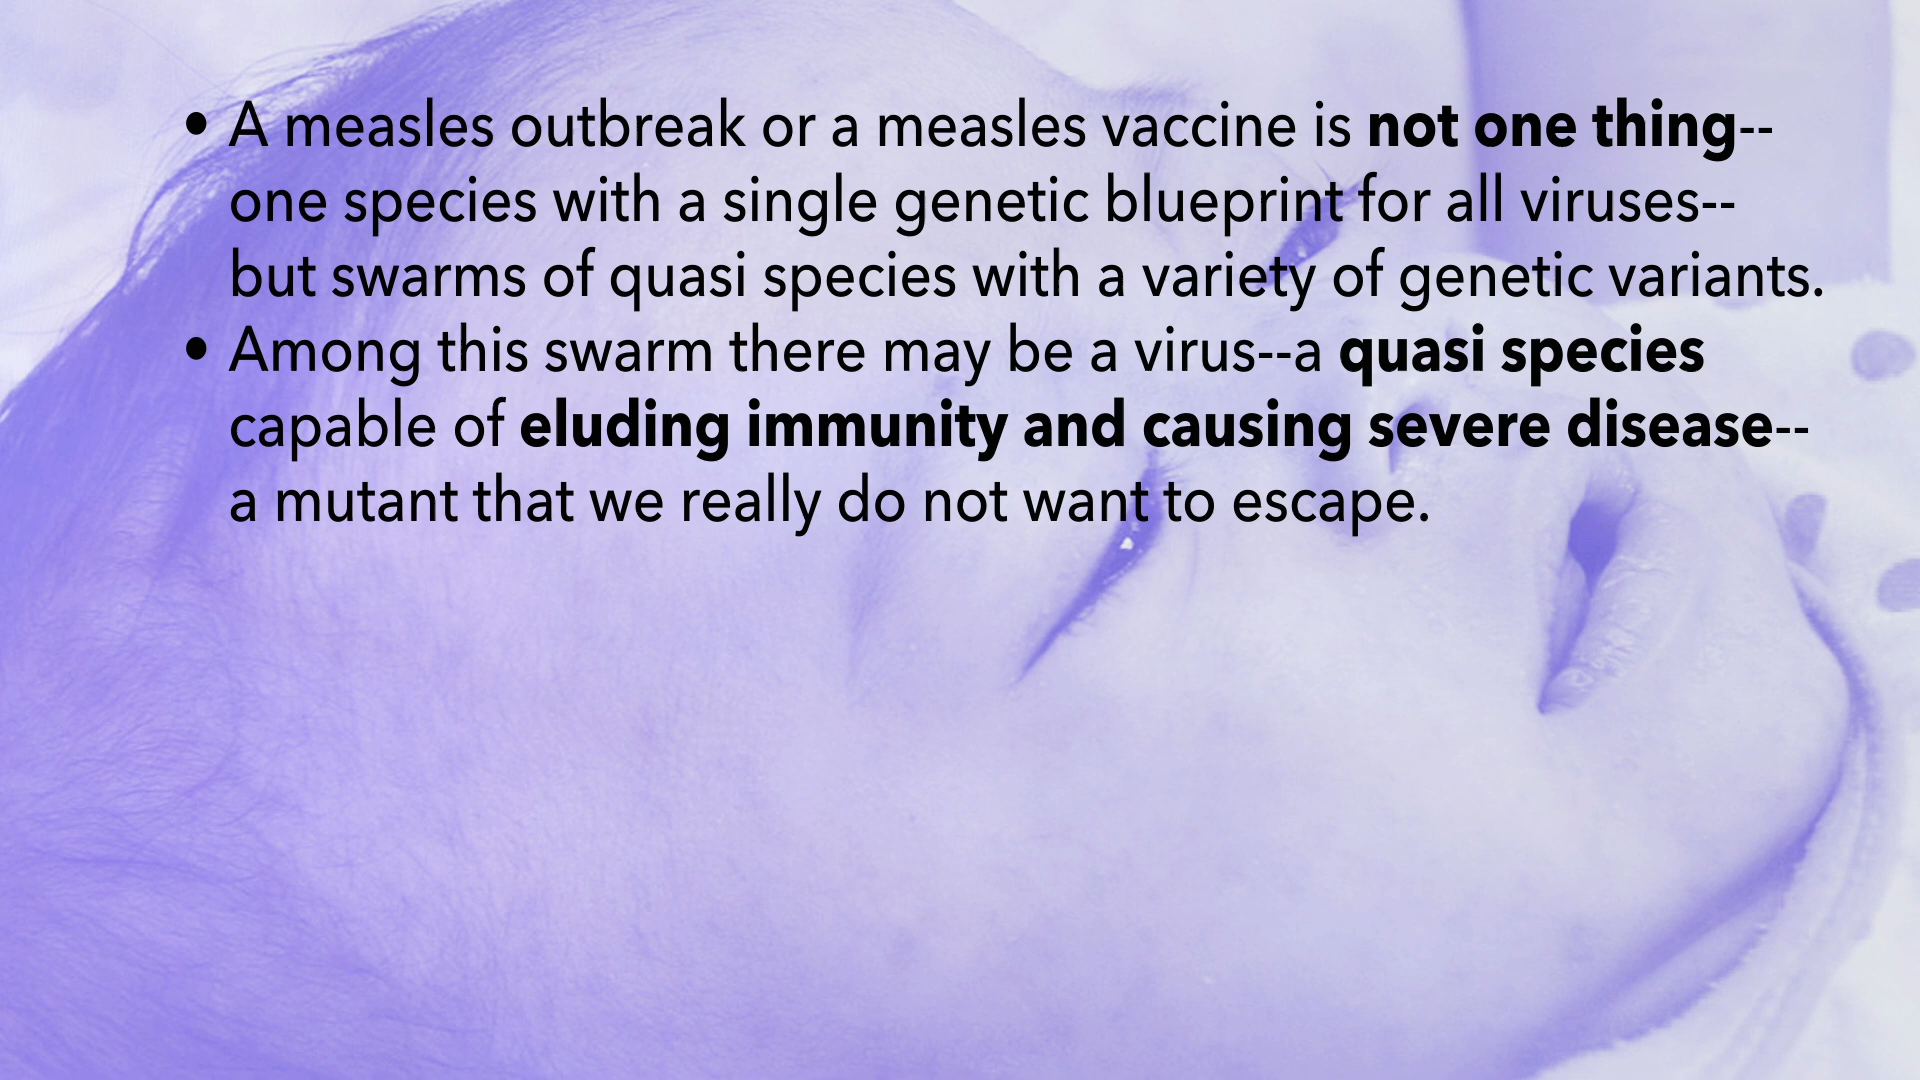 • A measles outbreak or a measles vaccine is not one thing--
one species with a single genetic blueprint for all viruses--
but swarms of quasi species with a variety of genetic variants.
• Among this swarm there may be a virus--a quasi species
capable of eluding immunity and causing severe disease--
a mutant that we really do not want to escape.